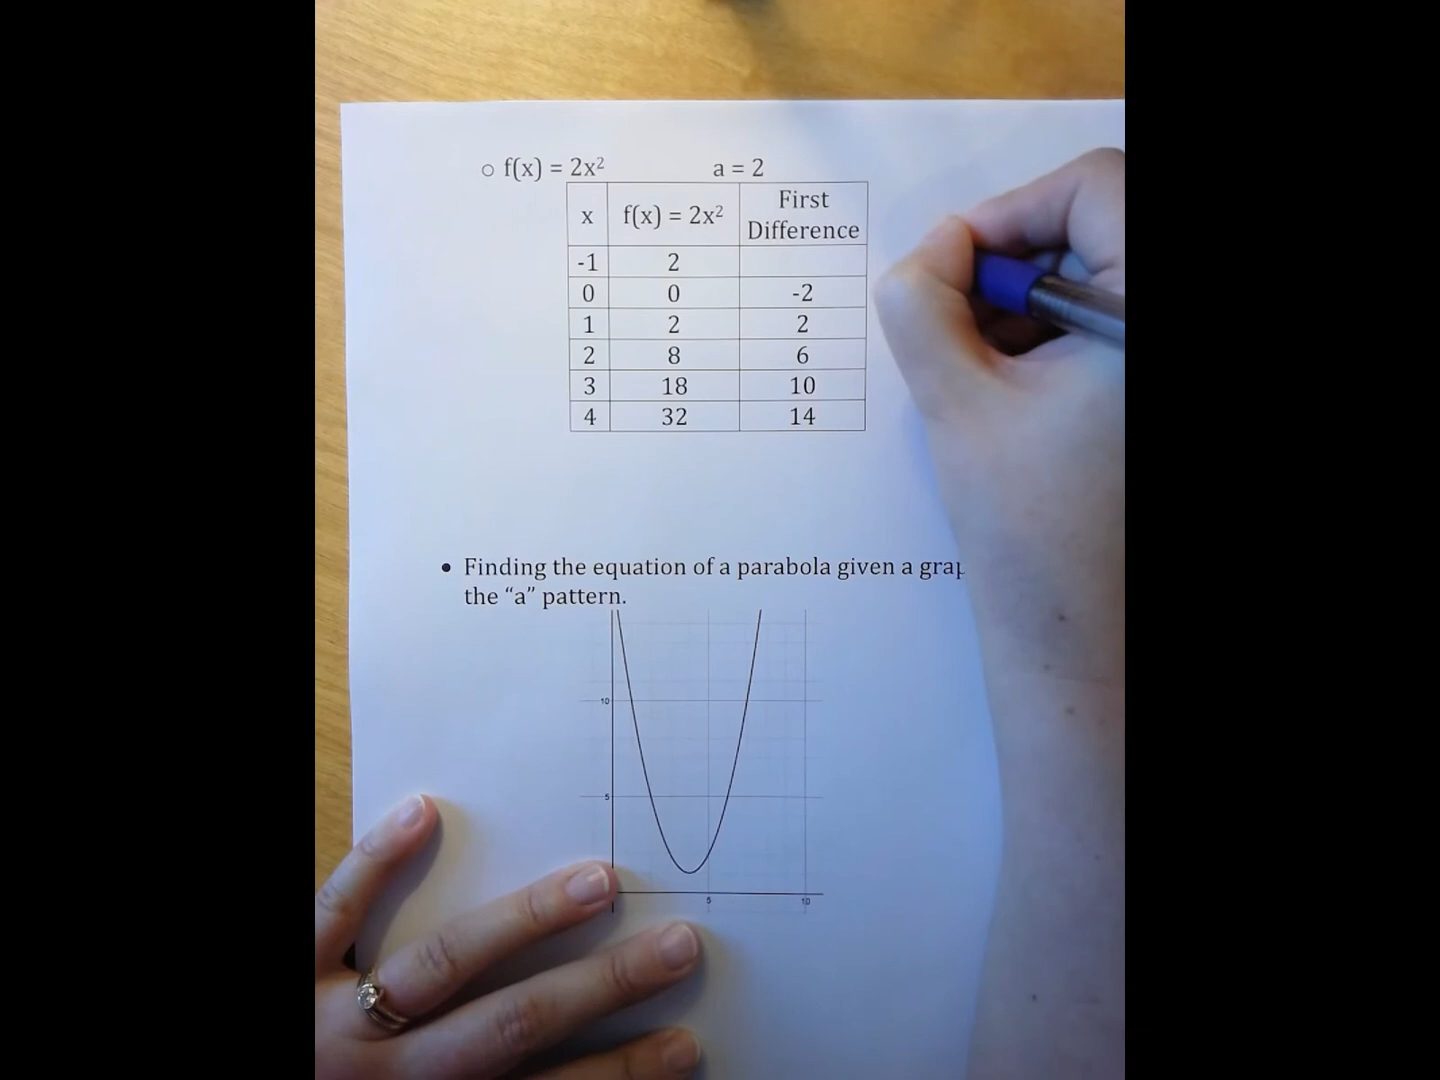 ○ f(x) = 2x² a = 2
x f(x) = 2x² First Difference
-1 2
0 0 -2
1 2 2
2 8 6
3 18 10
4 32 14
• Finding the equation of a parabola given a
the “a” pattern.
10
5
5 10